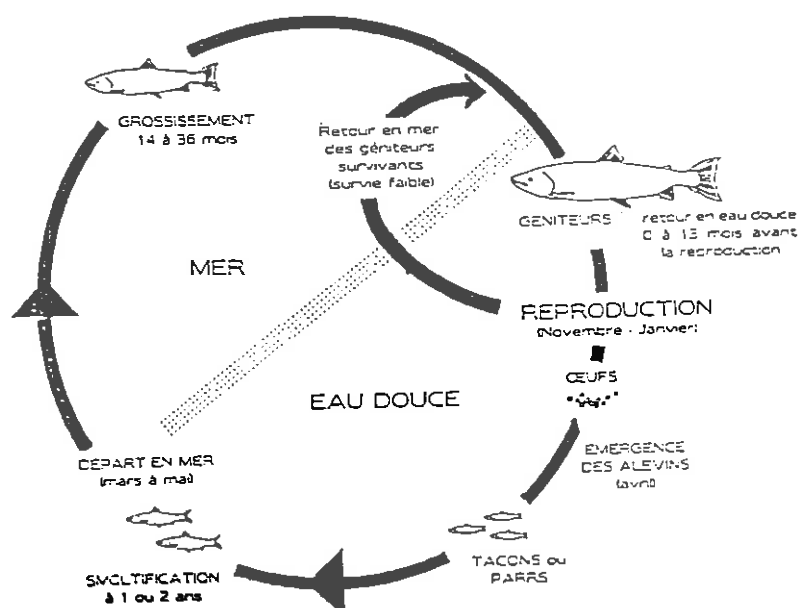 GROSSISSEMENT
14 à 36 mois
Retour en mer
des géniteurs
survivants
(survie faible)
GENITEURS
retour en eau douce
à 13 mois avant
la reproduction
MER
REPRODUCTION
(Novembre - Janvier)
ŒUFS
EAU DOUCE
EMERGENCE
DES ALEVINS
(avril)
DEPART EN MER
(mars à mai)
TACONS ou
PARRS
SMOLTIFICATION
à 1 ou 2 ans